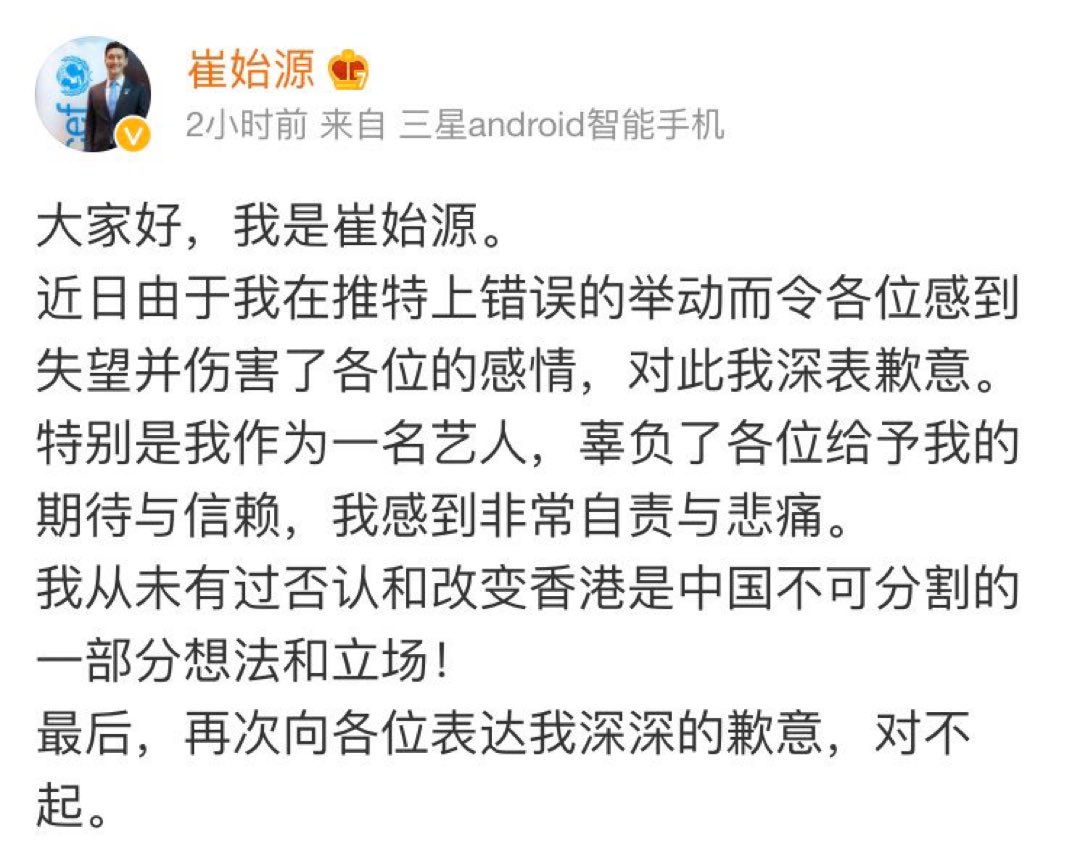 崔始源
2小时前 来自 三星android智能手机
大家好，我是崔始源。
近日由于我在推特上错误的举动而令各位感到
失望并伤害了各位的感情，对此我深表歉意。
特别是我作为一名艺人，辜负了各位给予我的
期待与信赖，我感到非常自责与悲痛。
我从未有过否认和改变香港是中国不可分割的
一部分想法和立场！
最后，再次向各位表达我深深的歉意，对不
起。